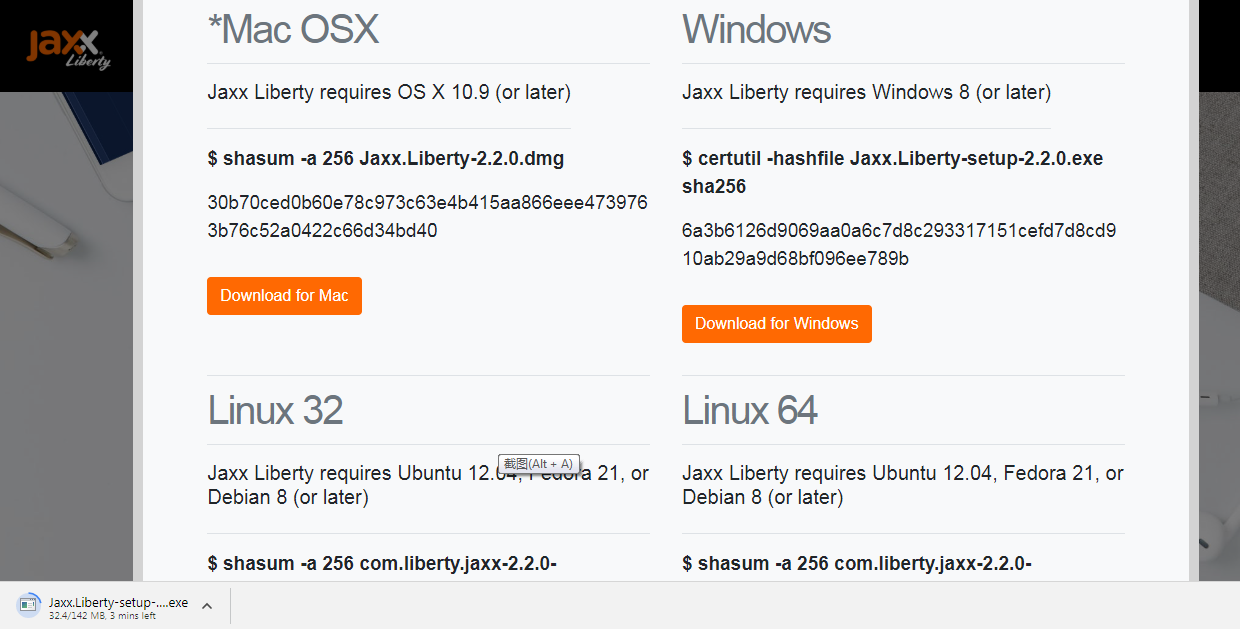 jaxx
Liberty
*Mac OSX
Jaxx Liberty requires OS X 10.9 (or later)
$ shasum -a 256 Jaxx.Liberty-2.2.0.dmg
30b70ced0b60e78c973c63e4b415aa866eee473976
3b76c52a0422c66d34bd40
Download for Mac
Windows
Jaxx Liberty requires Windows 8 (or later)
$ certutil -hashfile Jaxx.Liberty-setup-2.2.0.exe
sha256
6a3b6126d9069aa0a6c7d8c293317151cefd7d8cd9
10ab29a9d68bf096ee789b
Download for Windows
Linux 32
Jaxx Liberty requires Ubuntu 12.04, Fedora 21, or
Debian 8 (or later)
$ shasum -a 256 com.liberty.jaxx-2.2.0-
截图(Alt + A)
Linux 64
Jaxx Liberty requires Ubuntu 12.04, Fedora 21, or
Debian 8 (or later)
$ shasum -a 256 com.liberty.jaxx-2.2.0-
Jaxx.Liberty-setup-....exe
32.4/142 MB, 3 mins left